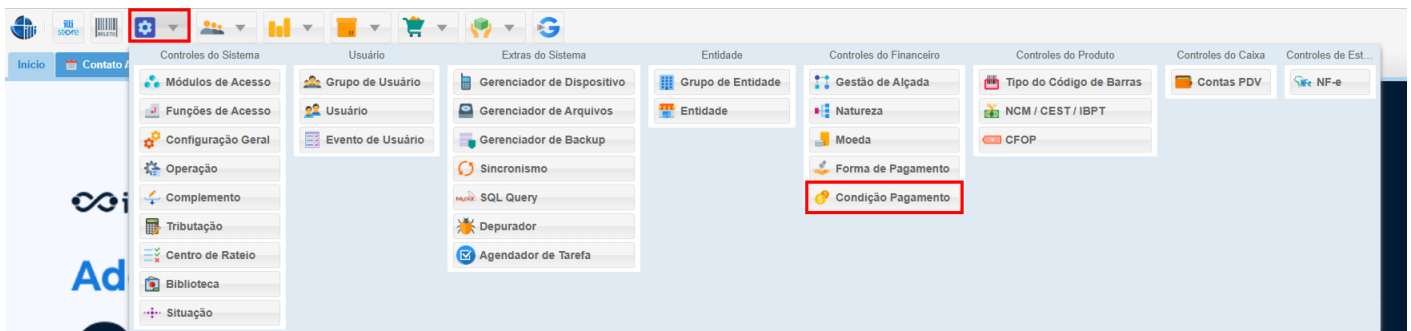 illi
illi
store
BOLETO
Início
Contato A
Controles do Sistema
Módulos de Acesso
Funções de Acesso
Configuração Geral
Operação
Complemento
Tributação
Centro de Rateio
Biblioteca
Situação
Usuário
Grupo de Usuário
Usuário
Evento de Usuário
Extras do Sistema
Gerenciador de Dispositivo
Gerenciador de Arquivos
Gerenciador de Backup
Sincronismo
SQL Query
Depurador
Agendador de Tarefa
Entidade
Grupo de Entidade
Entidade
Controles do Financeiro
Gestão de Alçada
Natureza
Moeda
Forma de Pagamento
Condição Pagamento
Controles do Produto
Tipo do Código de Barras
NCM / CEST / IBPT
CFOP
Controles do Caixa
Contas PDV
Controles de Est...
NF-e
i
Ad